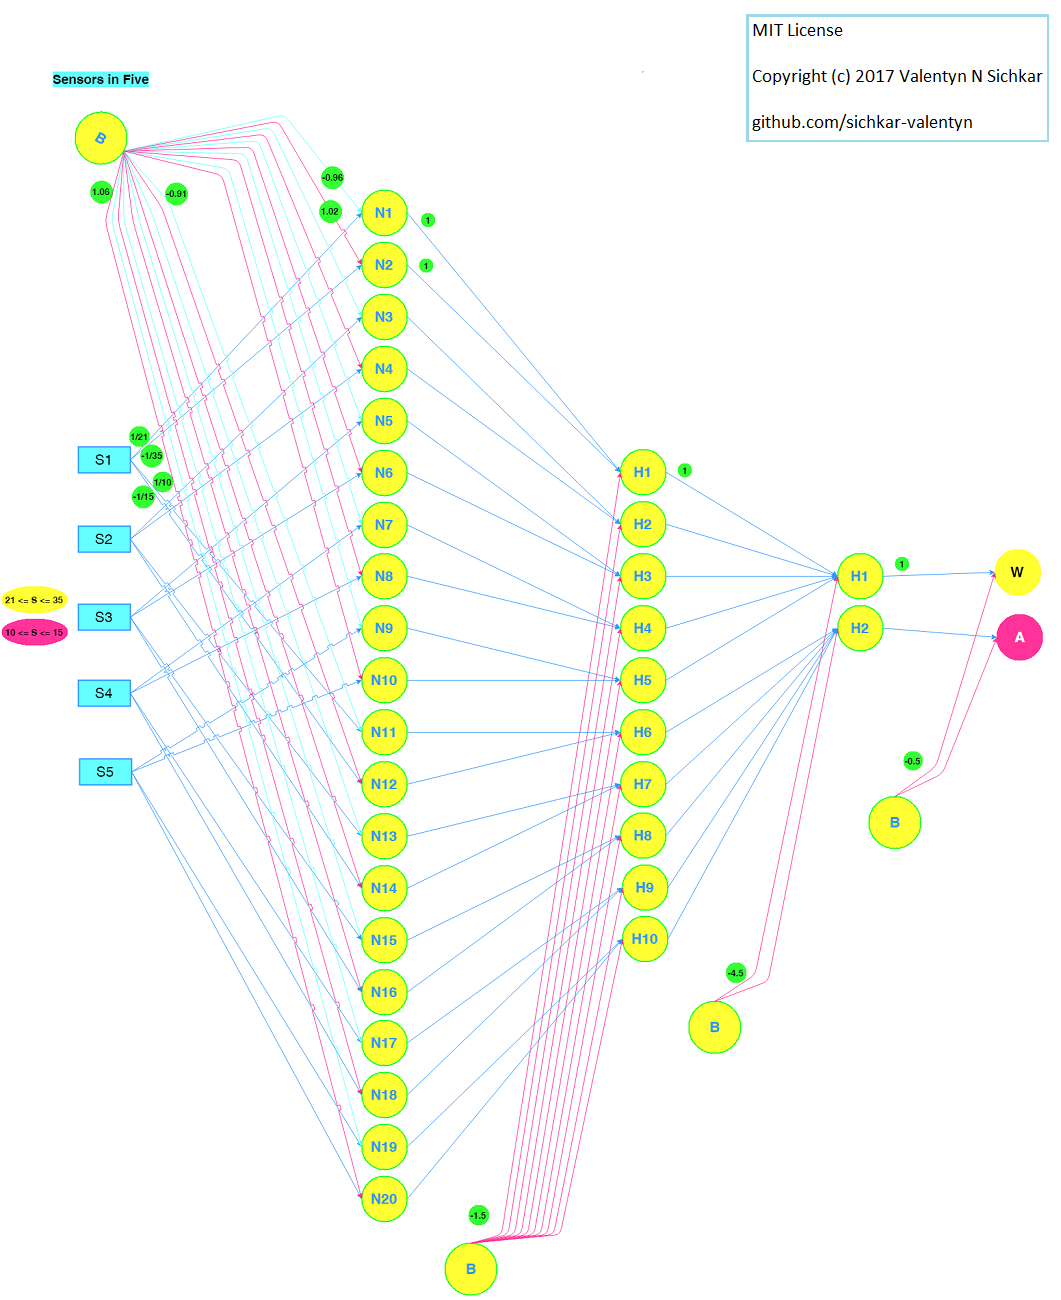 MIT License
Copyright (c) 2017 Valentyn N Sichkar
github.com/sichkar-valentyn
Sensors in Five
B
1.06
-0.91
-0.96
1.02
N1
1
N2
1
N3
N4
N5
N6
N7
N8
N9
N10
N11
N12
N13
N14
N15
N16
N17
N18
N19
N20
1/21
-1/35
1/10
-1/15
S1
S2
S3
S4
S5
21 <= S <= 35
10 <= S <= 15
H1
1
H2
H3
H4
H5
H6
H7
H8
H9
H10
-1.5
B
H1
1
H2
-4.5
B
W
A
-0.5
B